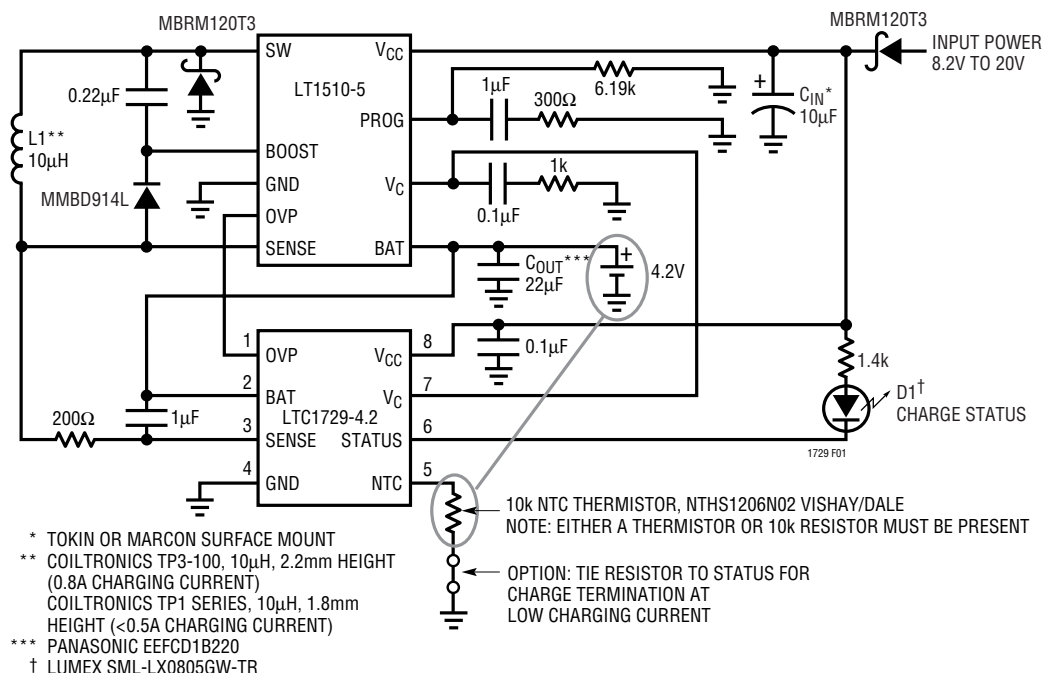 MBRM120T3
MBRM120T3
INPUT POWER
8.2V TO 20V
SW
VCC
LT1510-5
0.22µF
1µF
6.19k
300Ω
CIN*
10µF
PROG
L1**
10µH
BOOST
1k
GND
VC
MMBD914L
0.1µF
OVP
SENSE
BAT
COUT***
22µF
+
4.2V
+
1
OVP
VCC
8
0.1µF
1.4k
2
BAT
VC
7
D1†
CHARGE STATUS
200Ω
1µF
LTC1729-4.2
3
SENSE
STATUS
6
1729 F01
4
GND
NTC
5
10k NTC THERMISTOR, NTHS1206N02 VISHAY/DALE
NOTE: EITHER A THERMISTOR OR 10k RESISTOR MUST BE PRESENT
OPTION: TIE RESISTOR TO STATUS FOR
CHARGE TERMINATION AT
LOW CHARGING CURRENT
* TOKIN OR MARCON SURFACE MOUNT
** COILTRONICS TP3-100, 10µH, 2.2mm HEIGHT
(0.8A CHARGING CURRENT)
COILTRONICS TP1 SERIES, 10µH, 1.8mm
HEIGHT (<0.5A CHARGING CURRENT)
*** PANASONIC EEFCD1B220
† LUMEX SML-LX0805GW-TR